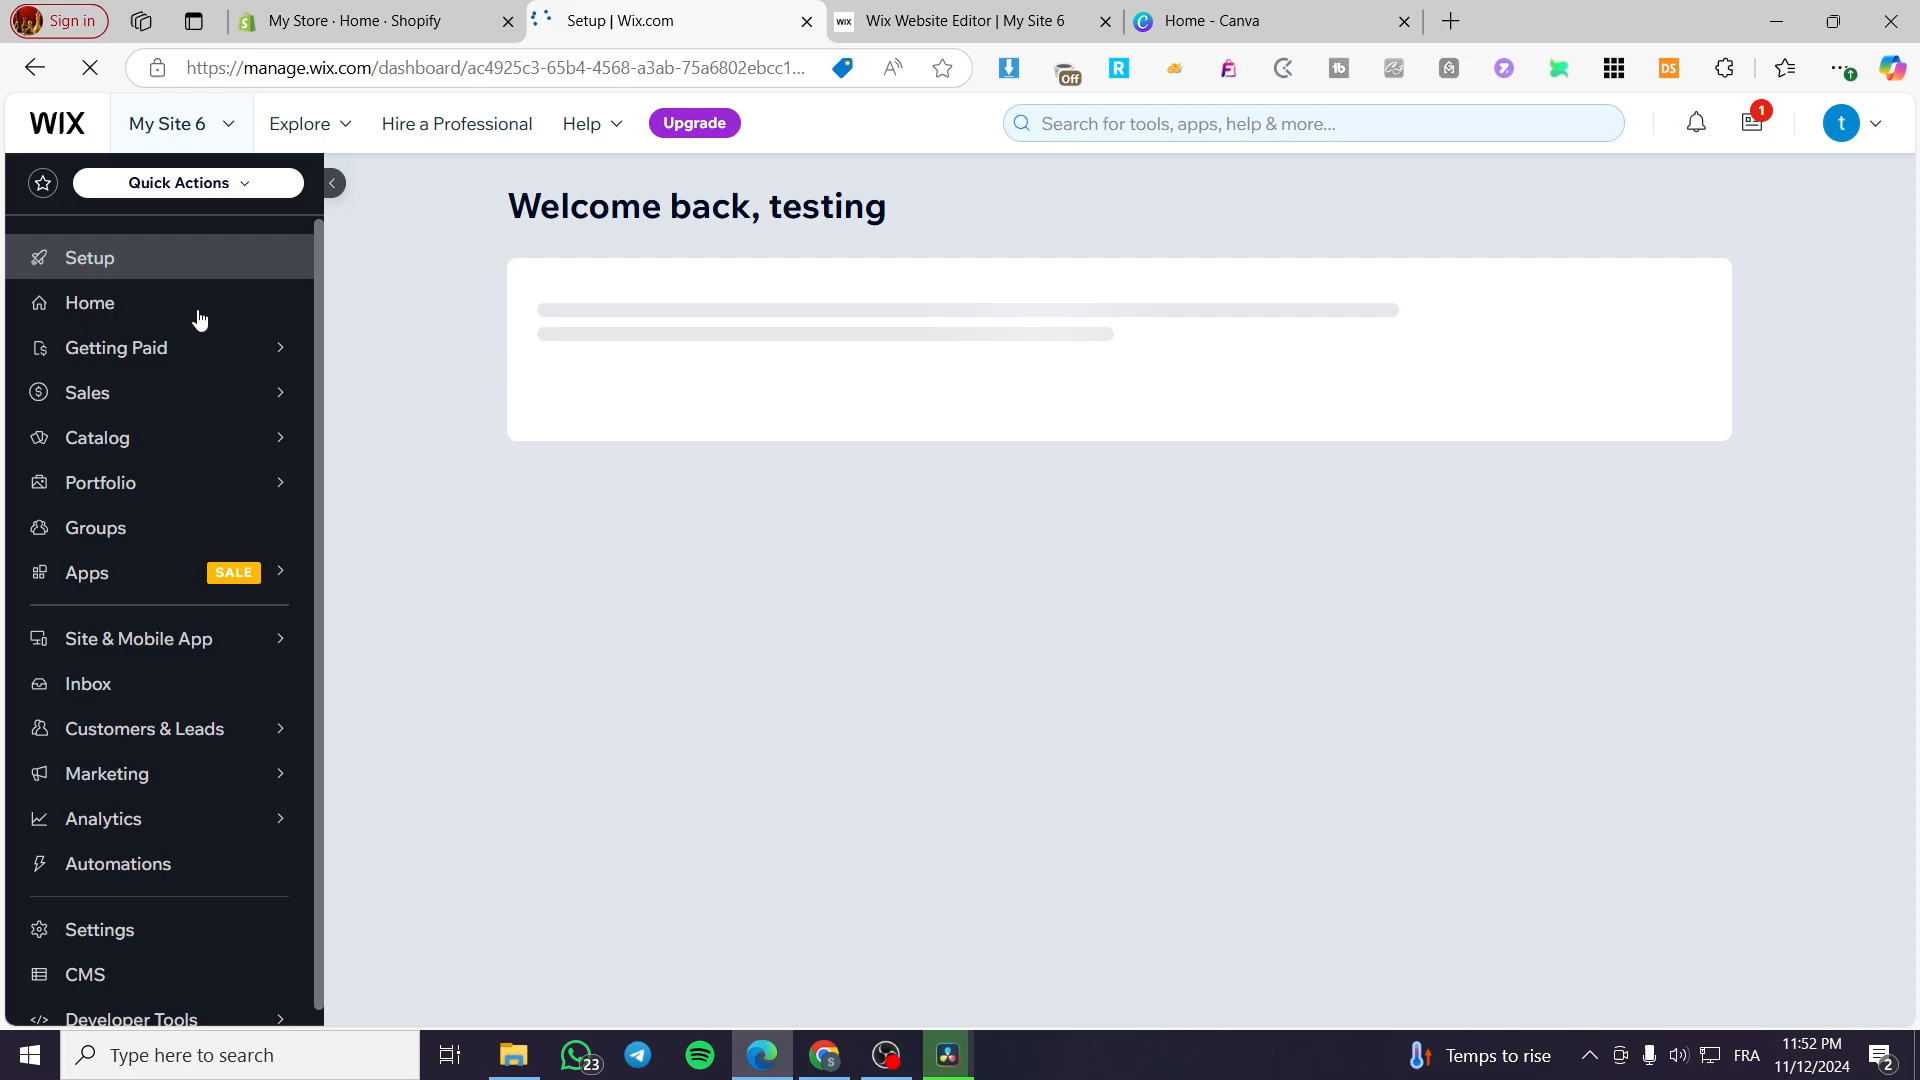 Sign in
My Store · Home · Shopify
Setup | Wix.com
Wix Website Editor | My Site 6
Home - Canva
https://manage.wix.com/dashboard/ac4925c3-65b4-4568-a3ab-75a6802ebcc1...
Off
WIX
My Site 6
Explore
Hire a Professional
Help
Upgrade
Search for tools, apps, help & more...
1
t
Quick Actions
Welcome back, testing
Setup
Home
Getting Paid
Sales
Catalog
Portfolio
Groups
Apps
SALE
Site & Mobile App
Inbox
Customers & Leads
Marketing
Analytics
Automations
Settings
CMS
Developer Tools
Type here to search
23
Temps to rise
FRA
11:52 PM
11/12/2024
2